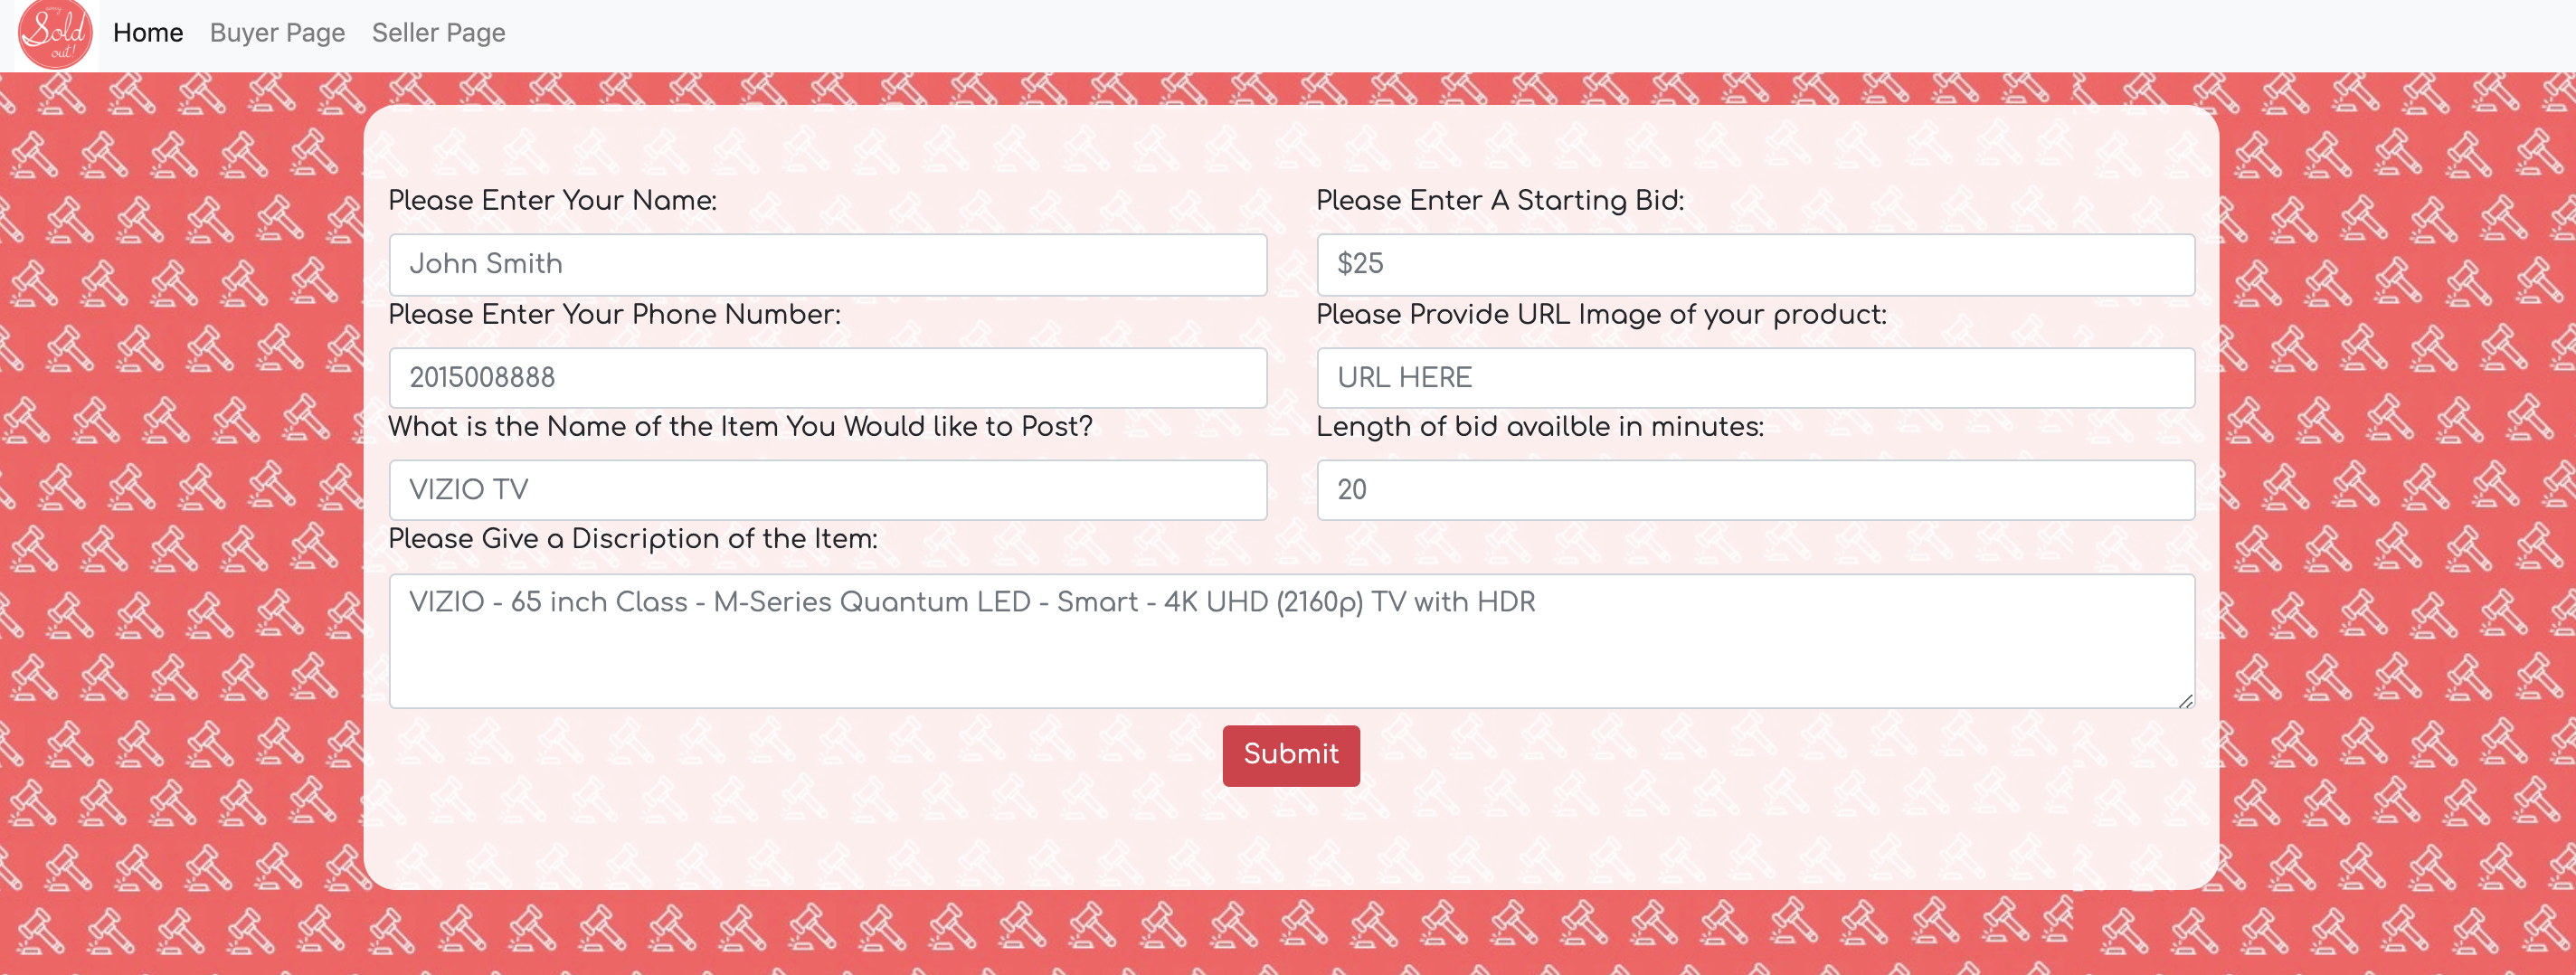 sorry
Sold
out!
Home Buyer Page Seller Page
Please Enter Your Name:
John Smith
Please Enter A Starting Bid:
$25
Please Enter Your Phone Number:
2015008888
Please Provide URL Image of your product:
URL HERE
What is the Name of the Item You Would like to Post?
VIZIO TV
Length of bid availble in minutes:
20
Please Give a Discription of the Item:
VIZIO - 65 inch Class - M-Series Quantum LED - Smart - 4K UHD (2160p) TV with HDR
Submit